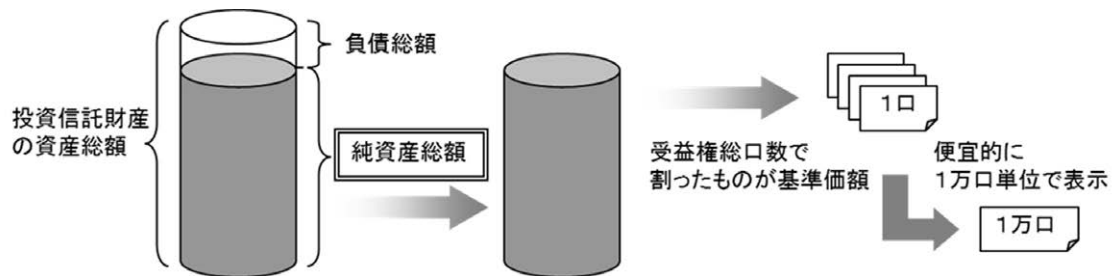 負債総額
投資信託財産
の資産総額
純資産総額
受益権総口数で
割ったものが基準価額
1口
便宜的に
1万口単位で表示
1万口